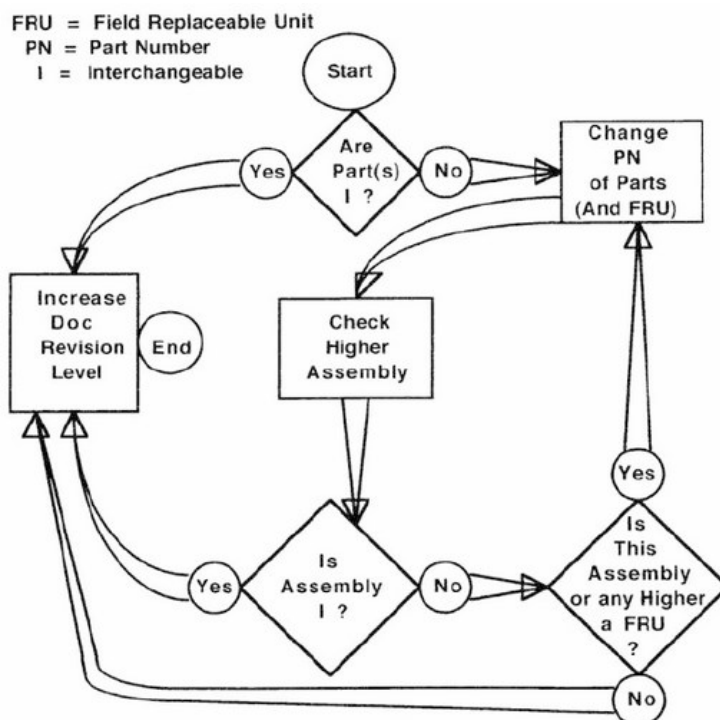 FRU = Field Replaceable Unit
PN = Part Number
I = Interchangeable
Start
Are
Part(s)
I ?
Yes
No
Change
PN
of Parts
(And FRU)
Increase
Doc
Revision
Level
End
Check
Higher
Assembly
Yes
Is
Assembly
I ?
No
Yes
Is
This
Assembly
or any Higher
a FRU
?
No